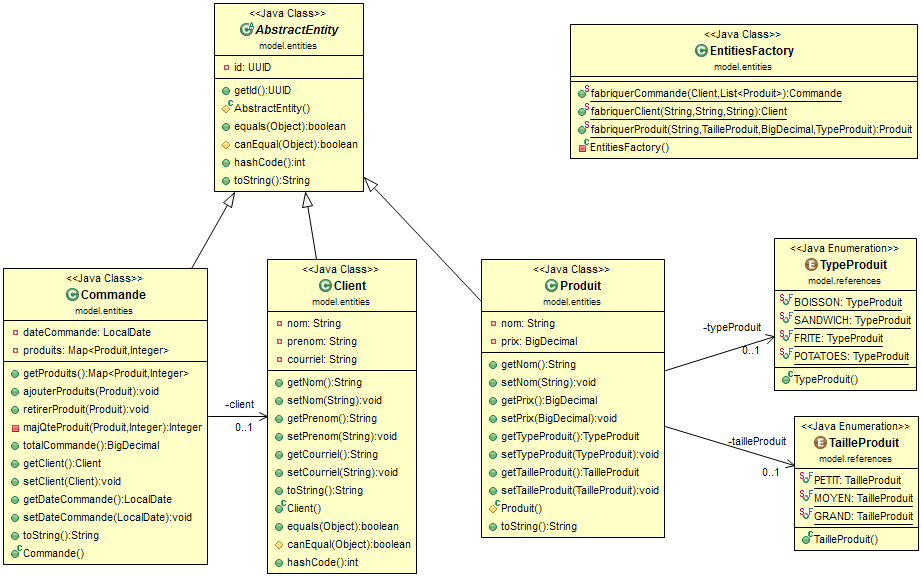 <<Java Class>>
AbstractEntity
model.entities
id: UUID
getId():UUID
AbstractEntity()
equals(Object):boolean
canEqual(Object):boolean
hashCode():int
toString():String
<<Java Class>>
EntitiesFactory
model.entities
fabriquerCommande(Client,List<Produit>):Commande
fabriquerClient(String,String,String):Client
fabriquerProduit(String,TailleProduit,BigDecimal,TypeProduit):Produit
EntitiesFactory()
<<Java Class>>
Commande
model.entities
dateCommande: LocalDate
produits: Map<Produit,Integer>
getProduits():Map<Produit,Integer>
ajouterProduits(Produit):void
retirerProduit(Produit):void
majQteProduit(Produit,Integer):Integer
totalCommande():BigDecimal
getClient():Client
setClient(Client):void
getDateCommande():LocalDate
setDateCommande(LocalDate):void
toString():String
Commande()
-client
0..1
<<Java Class>>
Client
model.entities
nom: String
prenom: String
courriel: String
getNom():String
setNom(String):void
getPrenom():String
setPrenom(String):void
getCourriel():String
setCourriel(String):void
toString():String
Client()
equals(Object):boolean
canEqual(Object):boolean
hashCode():int
<<Java Class>>
Produit
model.entities
nom: String
prix: BigDecimal
getNom():String
setNom(String):void
getPrix():BigDecimal
setPrix(BigDecimal):void
getTypeProduit():TypeProduit
setTypeProduit(TypeProduit):void
getTailleProduit():TailleProduit
setTailleProduit(TailleProduit):void
Produit()
toString():String
-typeProduit
0..1
-tailleProduit
0..1
<<Java Enumeration>>
TypeProduit
model.references
BOISSON: TypeProduit
SANDWICH: TypeProduit
FRITE: TypeProduit
POTATOES: TypeProduit
TypeProduit()
<<Java Enumeration>>
TailleProduit
model.references
PETIT: TailleProduit
MOYEN: TailleProduit
GRAND: TailleProduit
TailleProduit()